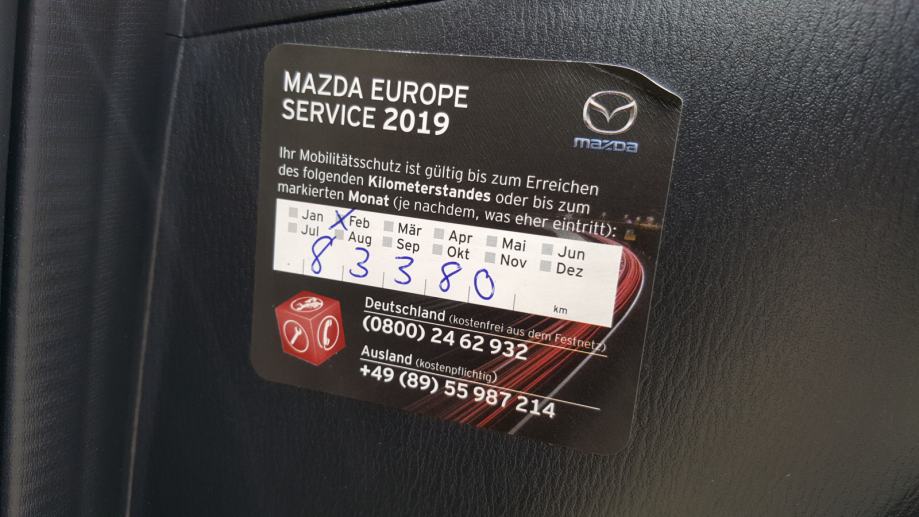 MAZDA EUROPE
SERVICE 2019
mazda
Ihr Mobilitätsschutz ist gültig bis zum Erreichen
des folgenden Kilometerstandes oder bis zum
markierten Monat (je nachdem, was eher eintritt):
Jan X Feb Mär Apr Mai Jun
Jul Aug Sep Okt Nov Dez
83380 km
Deutschland (kostenfrei aus dem Festnetz)
(0800) 24 62 932
Ausland (kostenpflichtig)
+49 (89) 55 987 214